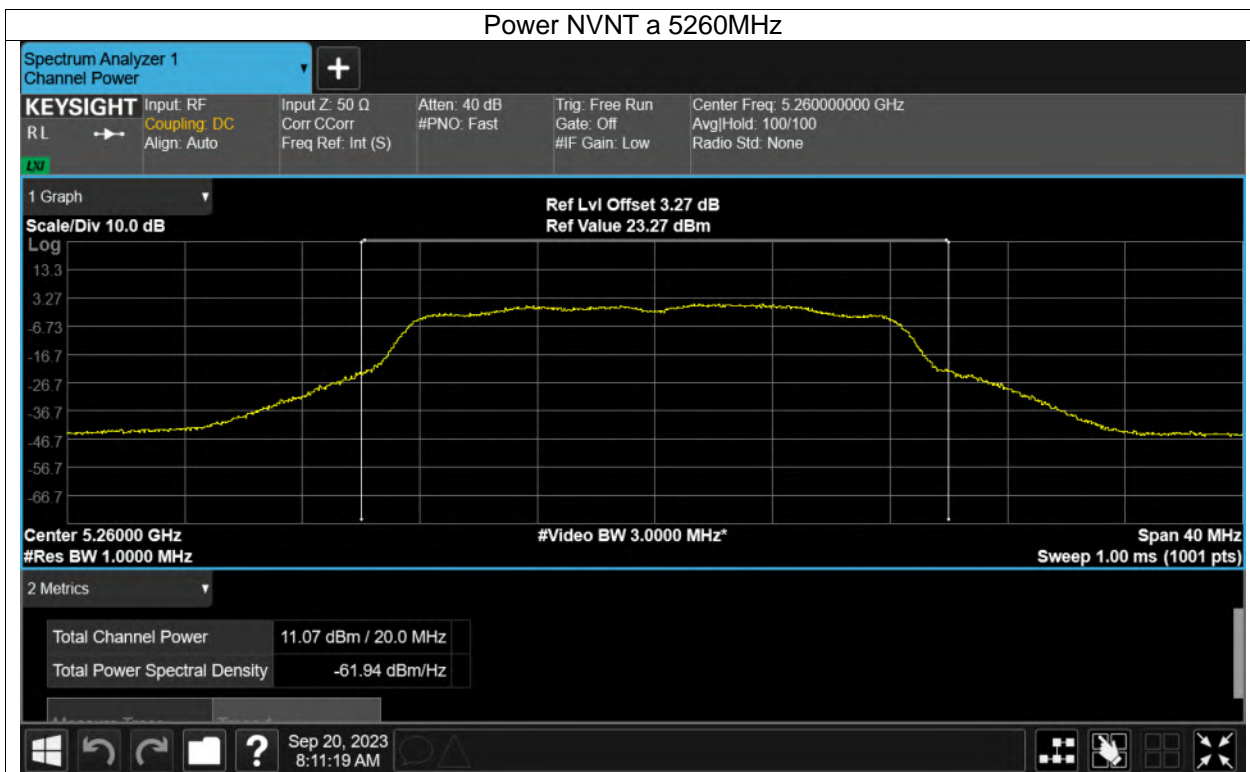 Power NVNT a 5260MHz
Spectrum Analyzer 1
Channel Power
+
KEYSIGHT
RL
LXI
Input: RF
Coupling: DC
Align: Auto
Input Z: 50 Ω
Corr CCorr
Freq Ref: Int (S)
Atten: 40 dB
#PNO: Fast
Trig: Free Run
Gate: Off
#IF Gain: Low
Center Freq: 5.260000000 GHz
Avg|Hold: 100/100
Radio Std: None
1 Graph
Scale/Div 10.0 dB
Ref Lvl Offset 3.27 dB
Ref Value 23.27 dBm
Log
13.3
3.27
-6.73
-16.7
-26.7
-36.7
-46.7
-56.7
-66.7
Center 5.26000 GHz
#Res BW 1.0000 MHz
#Video BW 3.0000 MHz*
Span 40 MHz
Sweep 1.00 ms (1001 pts)
2 Metrics
Total Channel Power 11.07 dBm / 20.0 MHz
Total Power Spectral Density -61.94 dBm/Hz
?
Sep 20, 2023
8:11:19 AM